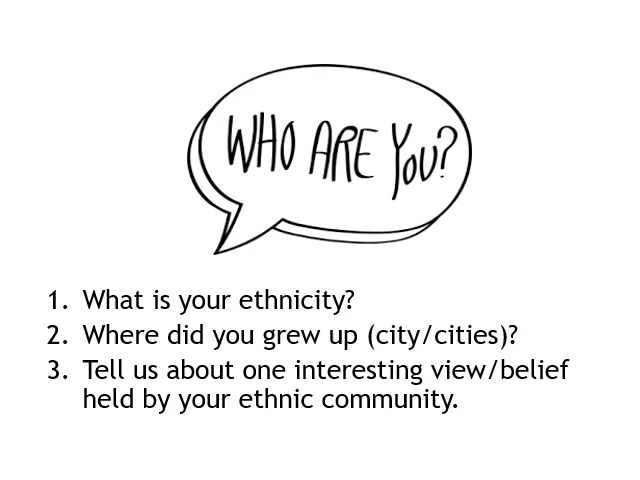 WHO ARE YOU?
1. What is your ethnicity?
2. Where did you grew up (city/cities)?
3. Tell us about one interesting view/belief
held by your ethnic community.